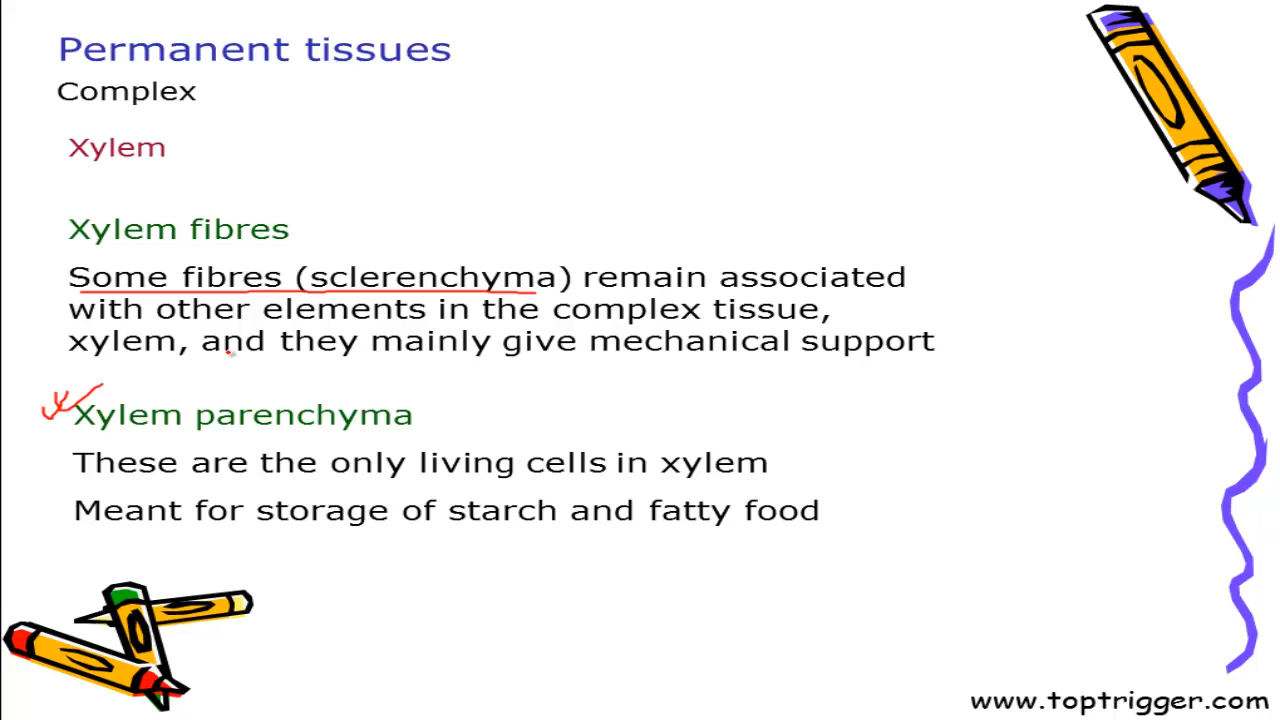 Permanent tissues
Complex
Xylem
Xylem fibres
Some fibres (sclerenchyma) remain associated
with other elements in the complex tissue,
xylem, and they mainly give mechanical support
Xylem parenchyma
These are the only living cells in xylem
Meant for storage of starch and fatty food
www.toptrigger.com